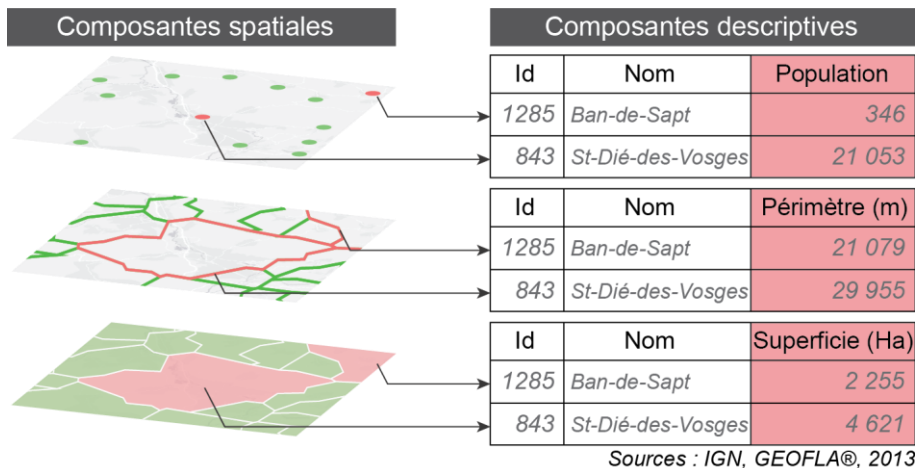 Composantes spatiales
Composantes descriptives
Id Nom Population
1285 Ban-de-Sapt 346
843 St-Dié-des-Vosges 21 053
Id Nom Périmètre (m)
1285 Ban-de-Sapt 21 079
843 St-Dié-des-Vosges 29 955
Id Nom Superficie (Ha)
1285 Ban-de-Sapt 2 255
843 St-Dié-des-Vosges 4 621
Sources : IGN, GEOFLA®, 2013